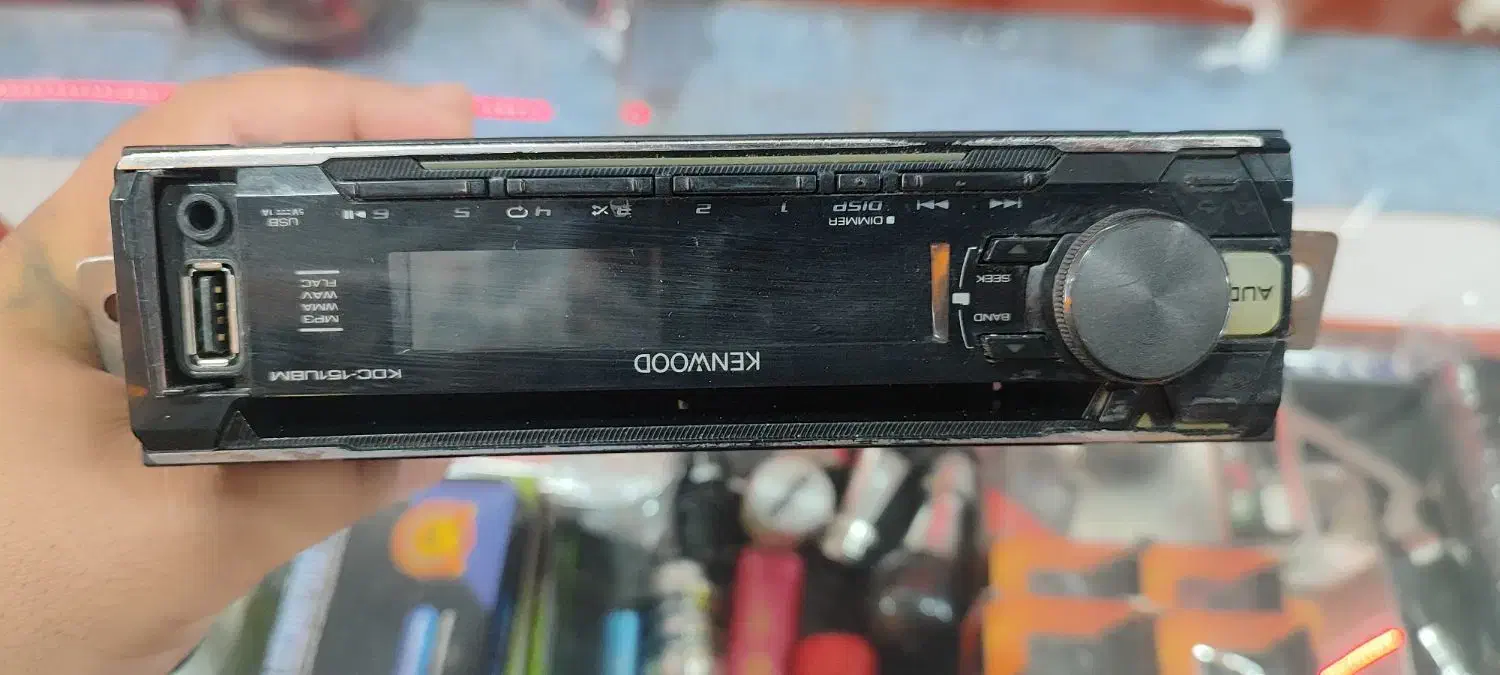 KENWOOD
KDC-151UBM
AUD
BAND
SEEK
MP3
WMA
WAV
FLAC
DIMMER
DISP
1
2
4
5
6
USB
5V 1A